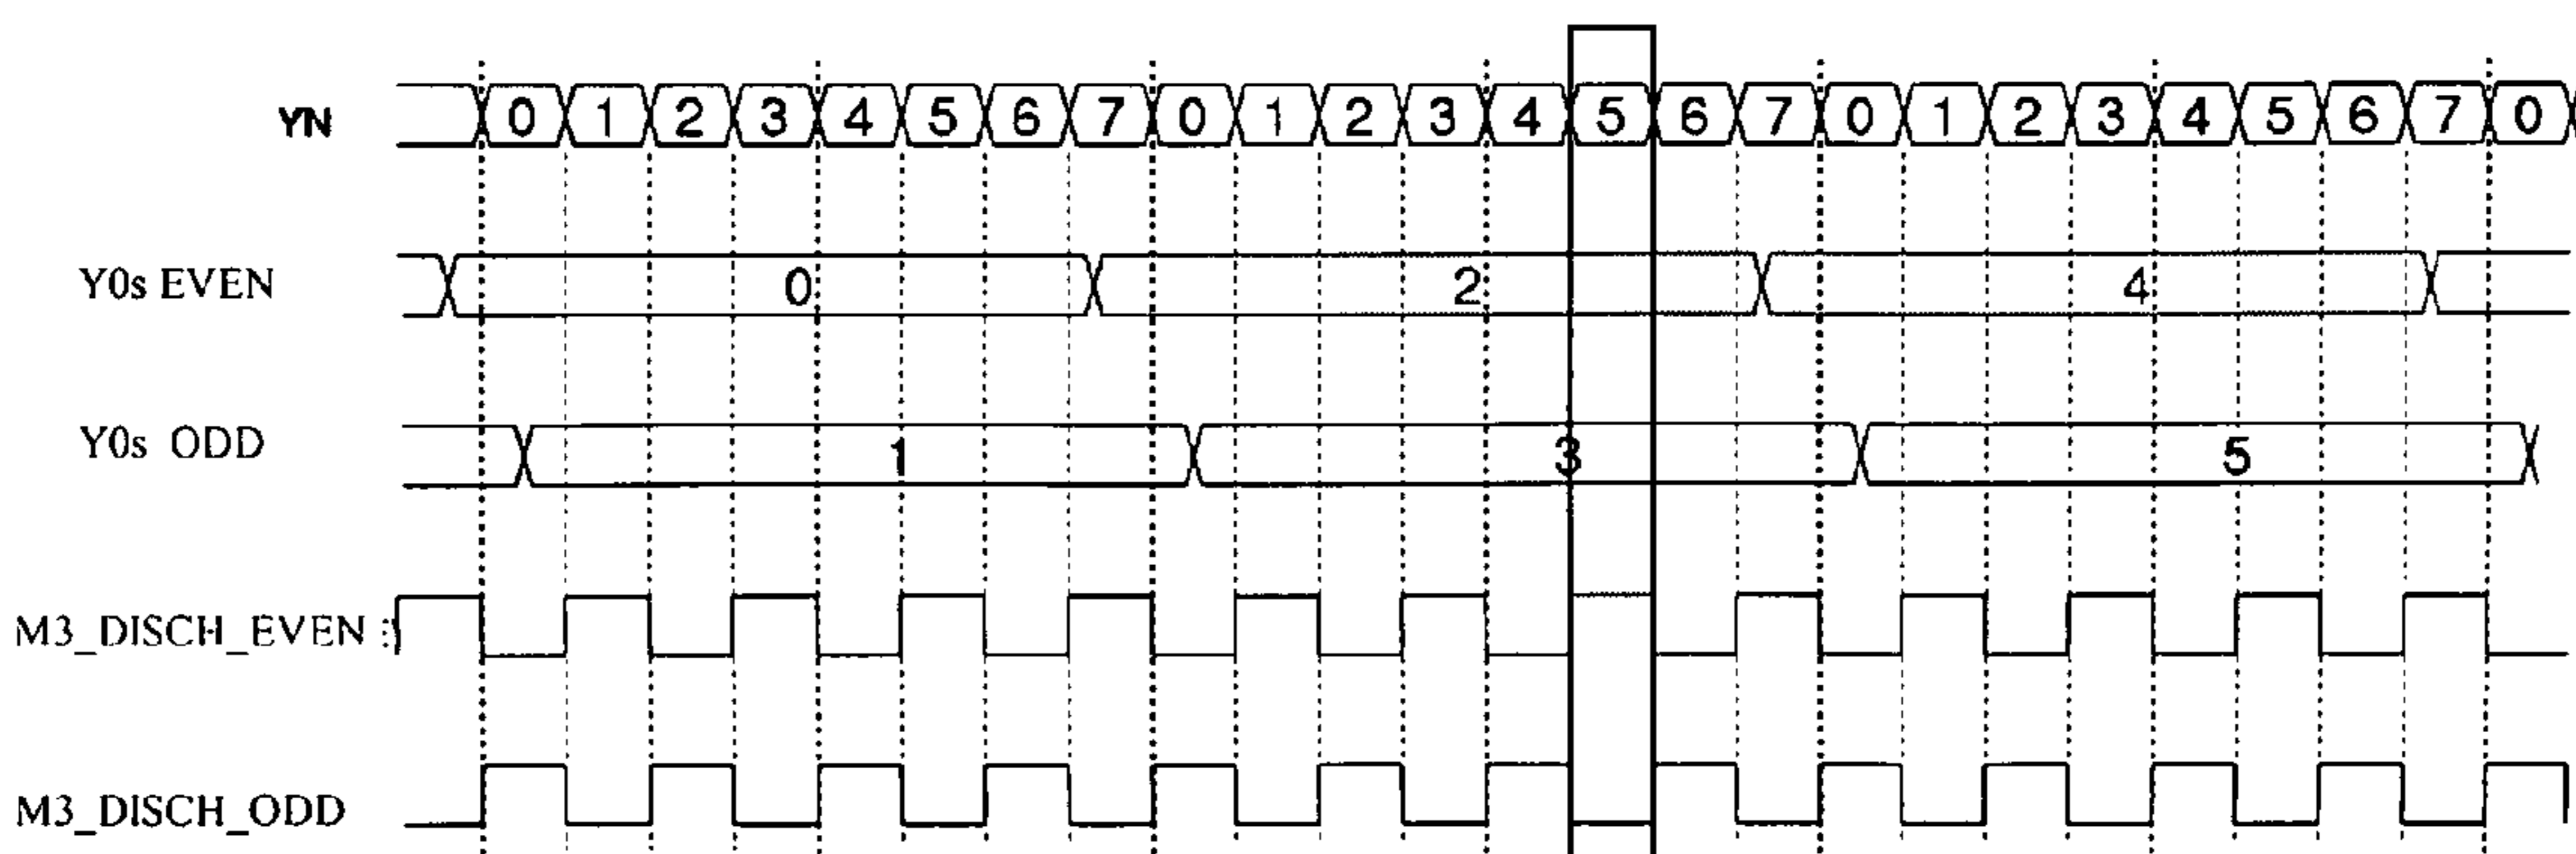 YN 0 1 2 3 4 5 6 7 0 1 2 3 4 5 6 7 0 1 2 3 4 5 6 7 0
Y0s EVEN 0 2 4
Y0s ODD 1 3 5
M3_DISCH_EVEN
M3_DISCH_ODD